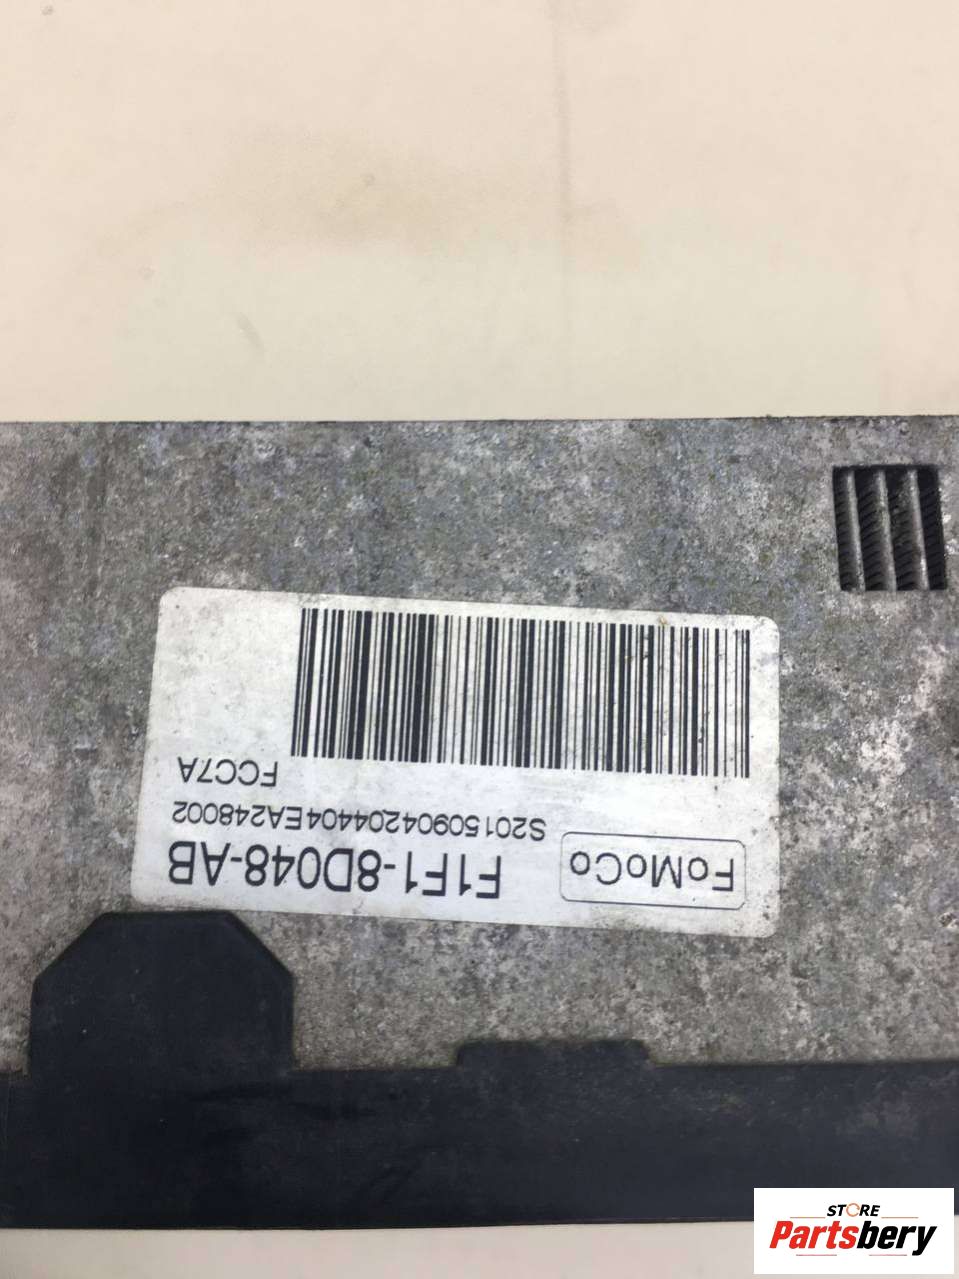 FoMoCo
F1F1-8D048-AB
S20150904204404EA248002
FCC7A
STORE
Partsbery